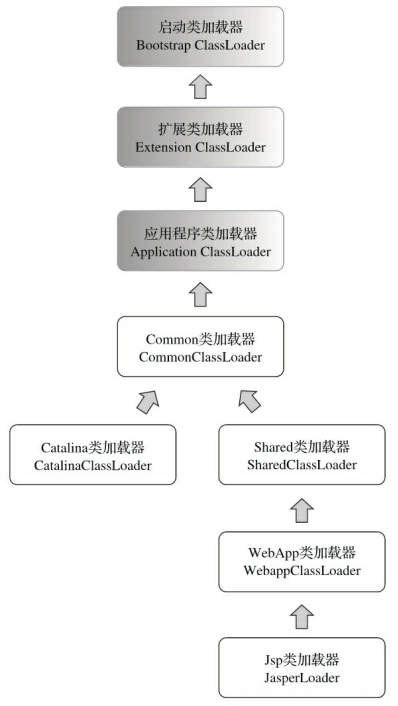 启动类加载器
Bootstrap ClassLoader
扩展类加载器
Extension ClassLoader
应用程序类加载器
Application ClassLoader
Common类加载器
CommonClassLoader
Catalina类加载器
CatalinaClassLoader
Shared类加载器
SharedClassLoader
WebApp类加载器
WebappClassLoader
Jsp类加载器
JasperLoader